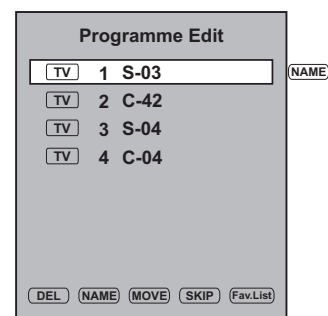 Programme Edit
TV 1 S-03 NAME
TV 2 C-42
TV 3 S-04
TV 4 C-04
DEL NAME MOVE SKIP Fav.List